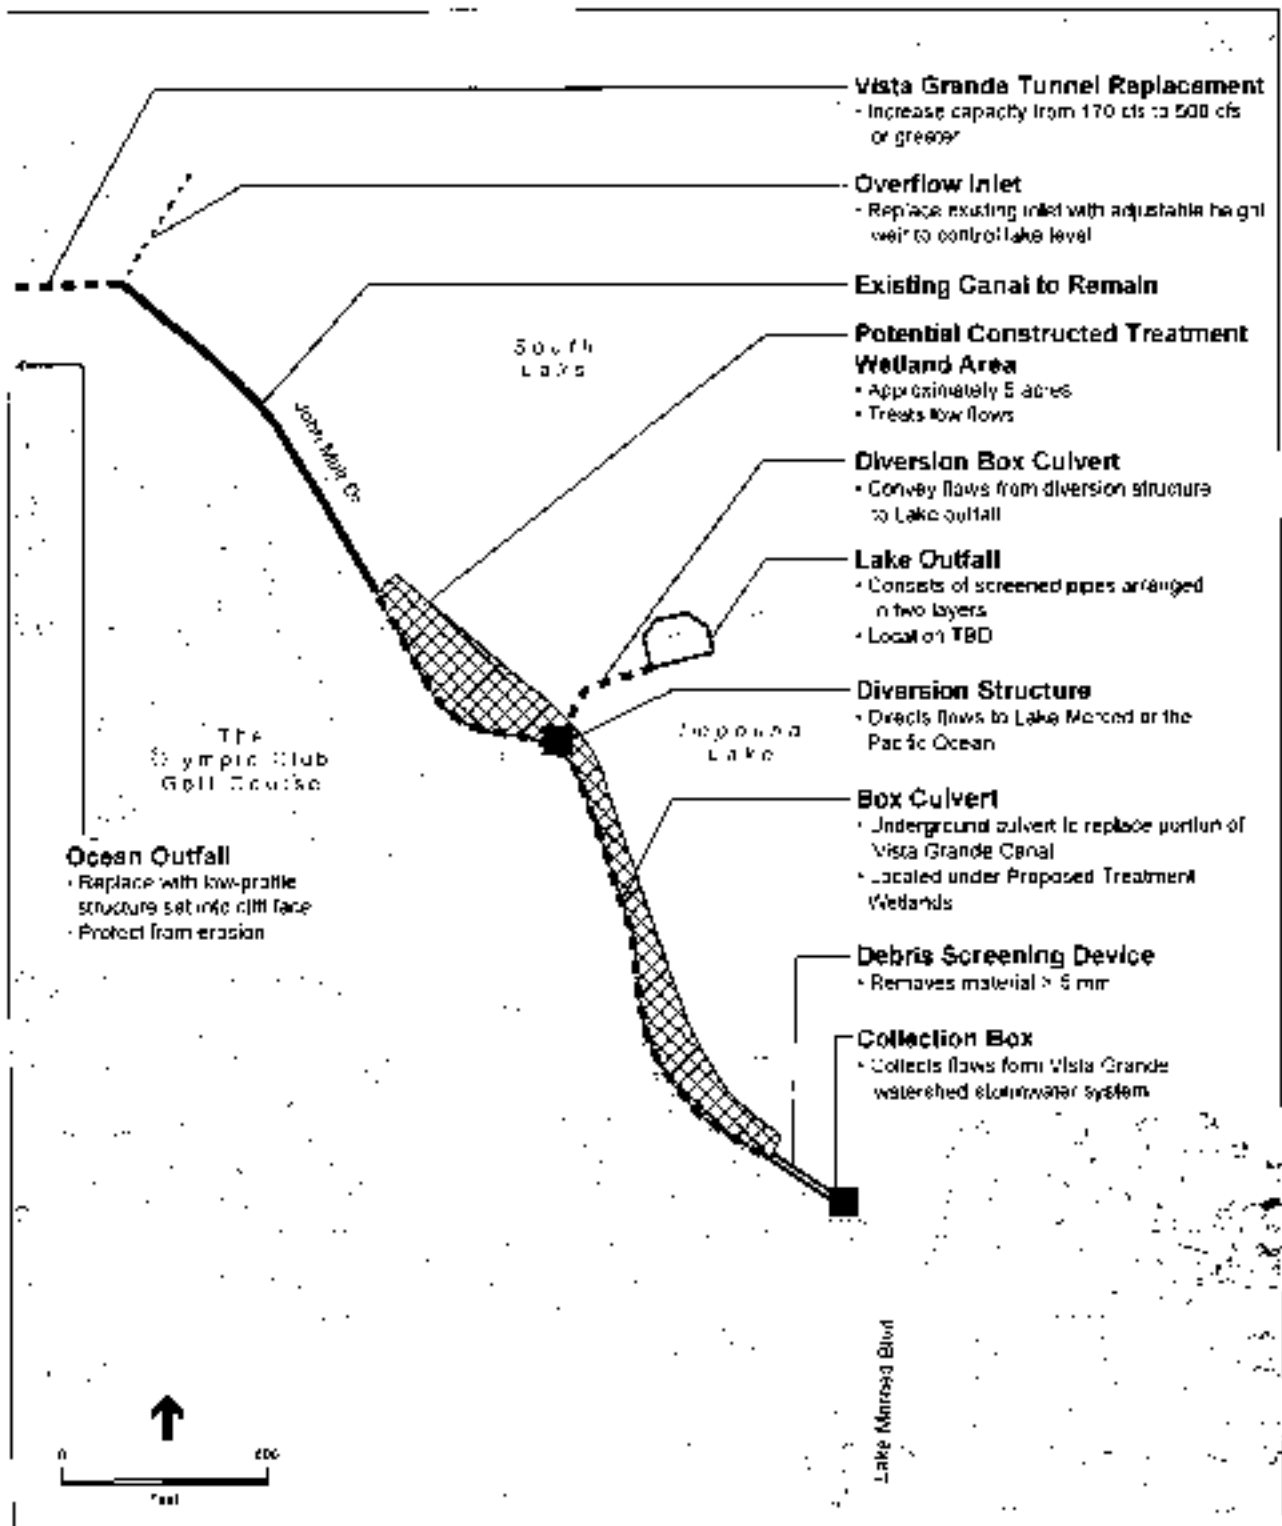 Vista Grande Tunnel Replacement
- Increase capacity from 170 cfs to 500 cfs
or greater
Overflow Inlet
- Replace existing inlet with adjustable height
weir to control lake level
Existing Canal to Remain
South
Lake
Potential Constructed Treatment
Wetland Area
- Approximately 5 acres
- Treats low flows
John Muir Dr
Diversion Box Culvert
- Convey flows from diversion structure
to Lake outfall
Lake Outfall
- Consists of screened pipes arranged
in two layers
- Location TBD
Diversion Structure
- Directs flows to Lake Merced or the
Pacific Ocean
The
Olympic Club
Golf Course
Impound
Lake
Box Culvert
- Underground culvert to replace portion of
Vista Grande Canal
- Located under Proposed Treatment
Wetlands
Ocean Outfall
- Replace with low-profile
structure set into cliff face
- Protect from erosion
Debris Screening Device
- Removes material > 5 mm
Collection Box
- Collects flows form Vista Grande
watershed stormwater system
Lake Merced Blvd
0
Feet